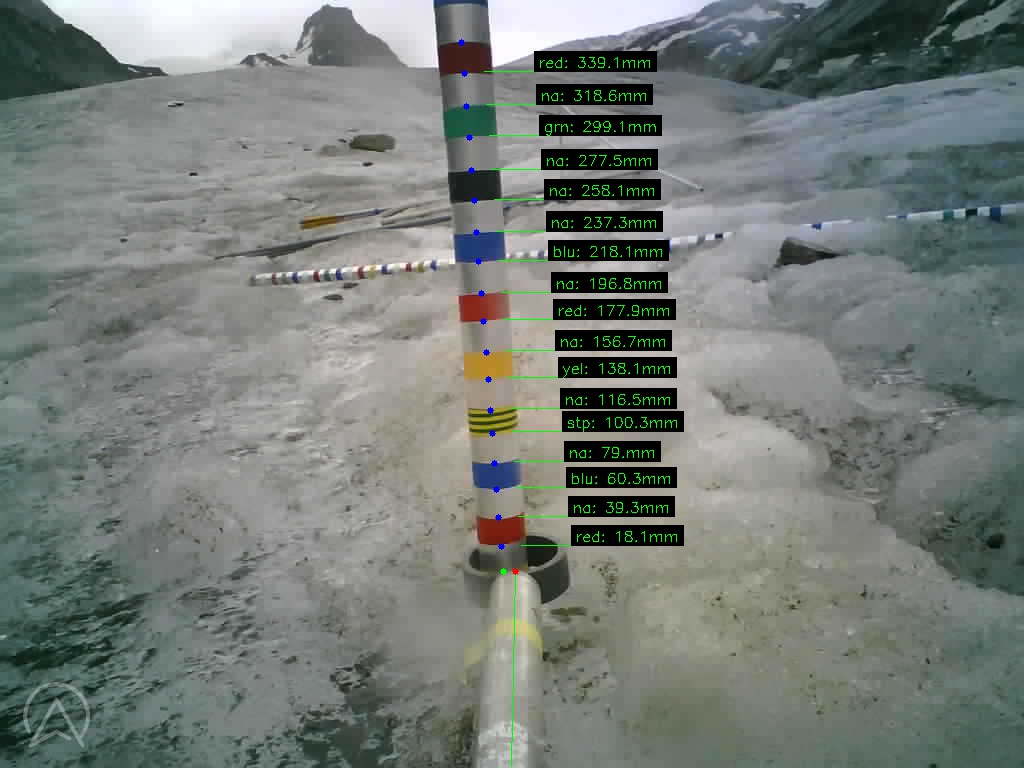 red: 339.1mm
na: 318.6mm
grn: 299.1mm
na: 277.5mm
na: 258.1mm
na: 237.3mm
blu: 218.1mm
na: 196.8mm
red: 177.9mm
na: 156.7mm
yel: 138.1mm
na: 116.5mm
stp: 100.3mm
na: 79.mm
blu: 60.3mm
na: 39.3mm
red: 18.1mm